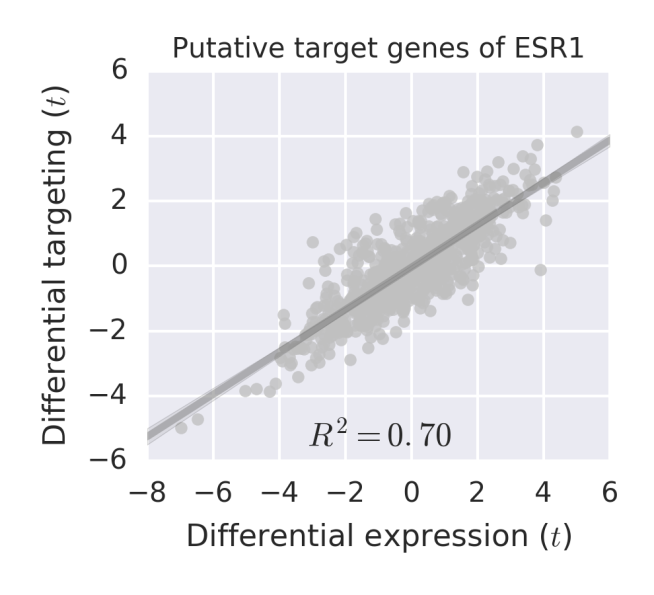 Putative target genes of ESR1
Differential targeting (t)
6
4
2
0
−2
−4
−6
R² = 0.70
−8 −6 −4 −2 0 2 4 6
Differential expression (t)